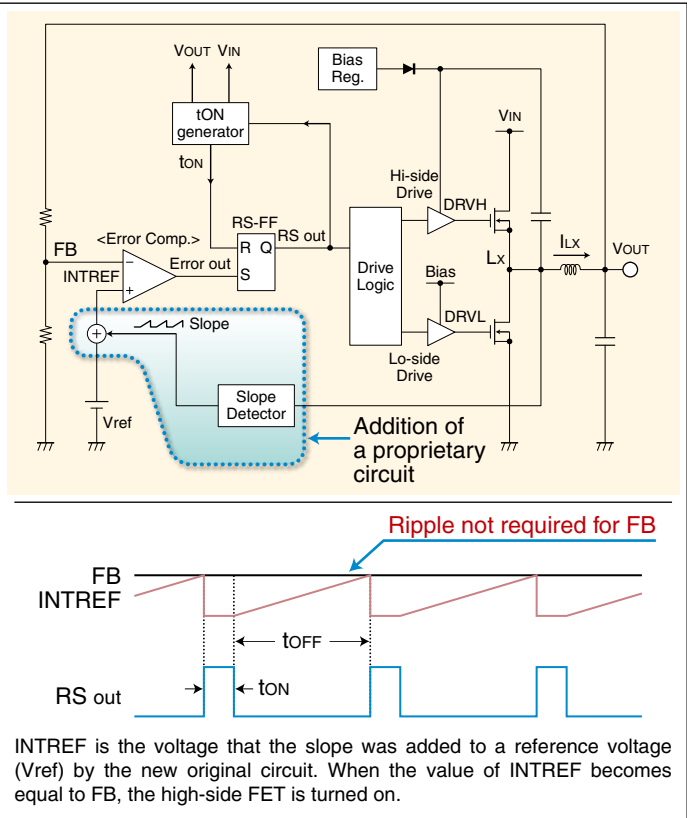 VOUT VIN
Bias
Reg.
tON
generator
VIN
tON
Hi-side
Drive
DRVH
<Error Comp.>
RS-FF
RS out
FB
R Q
S
ILX
VOUT
INTREF
Error out
Drive
Logic
LX
Bias
−
+
DRVL
+
Slope
Lo-side
Drive
Slope
Detector
Vref
Addition of
a proprietary
circuit
Ripple not required for FB
FB
INTREF
tOFF
tON
RS out
INTREF is the voltage that the slope was added to a reference voltage
(Vref) by the new original circuit. When the value of INTREF becomes
equal to FB, the high-side FET is turned on.